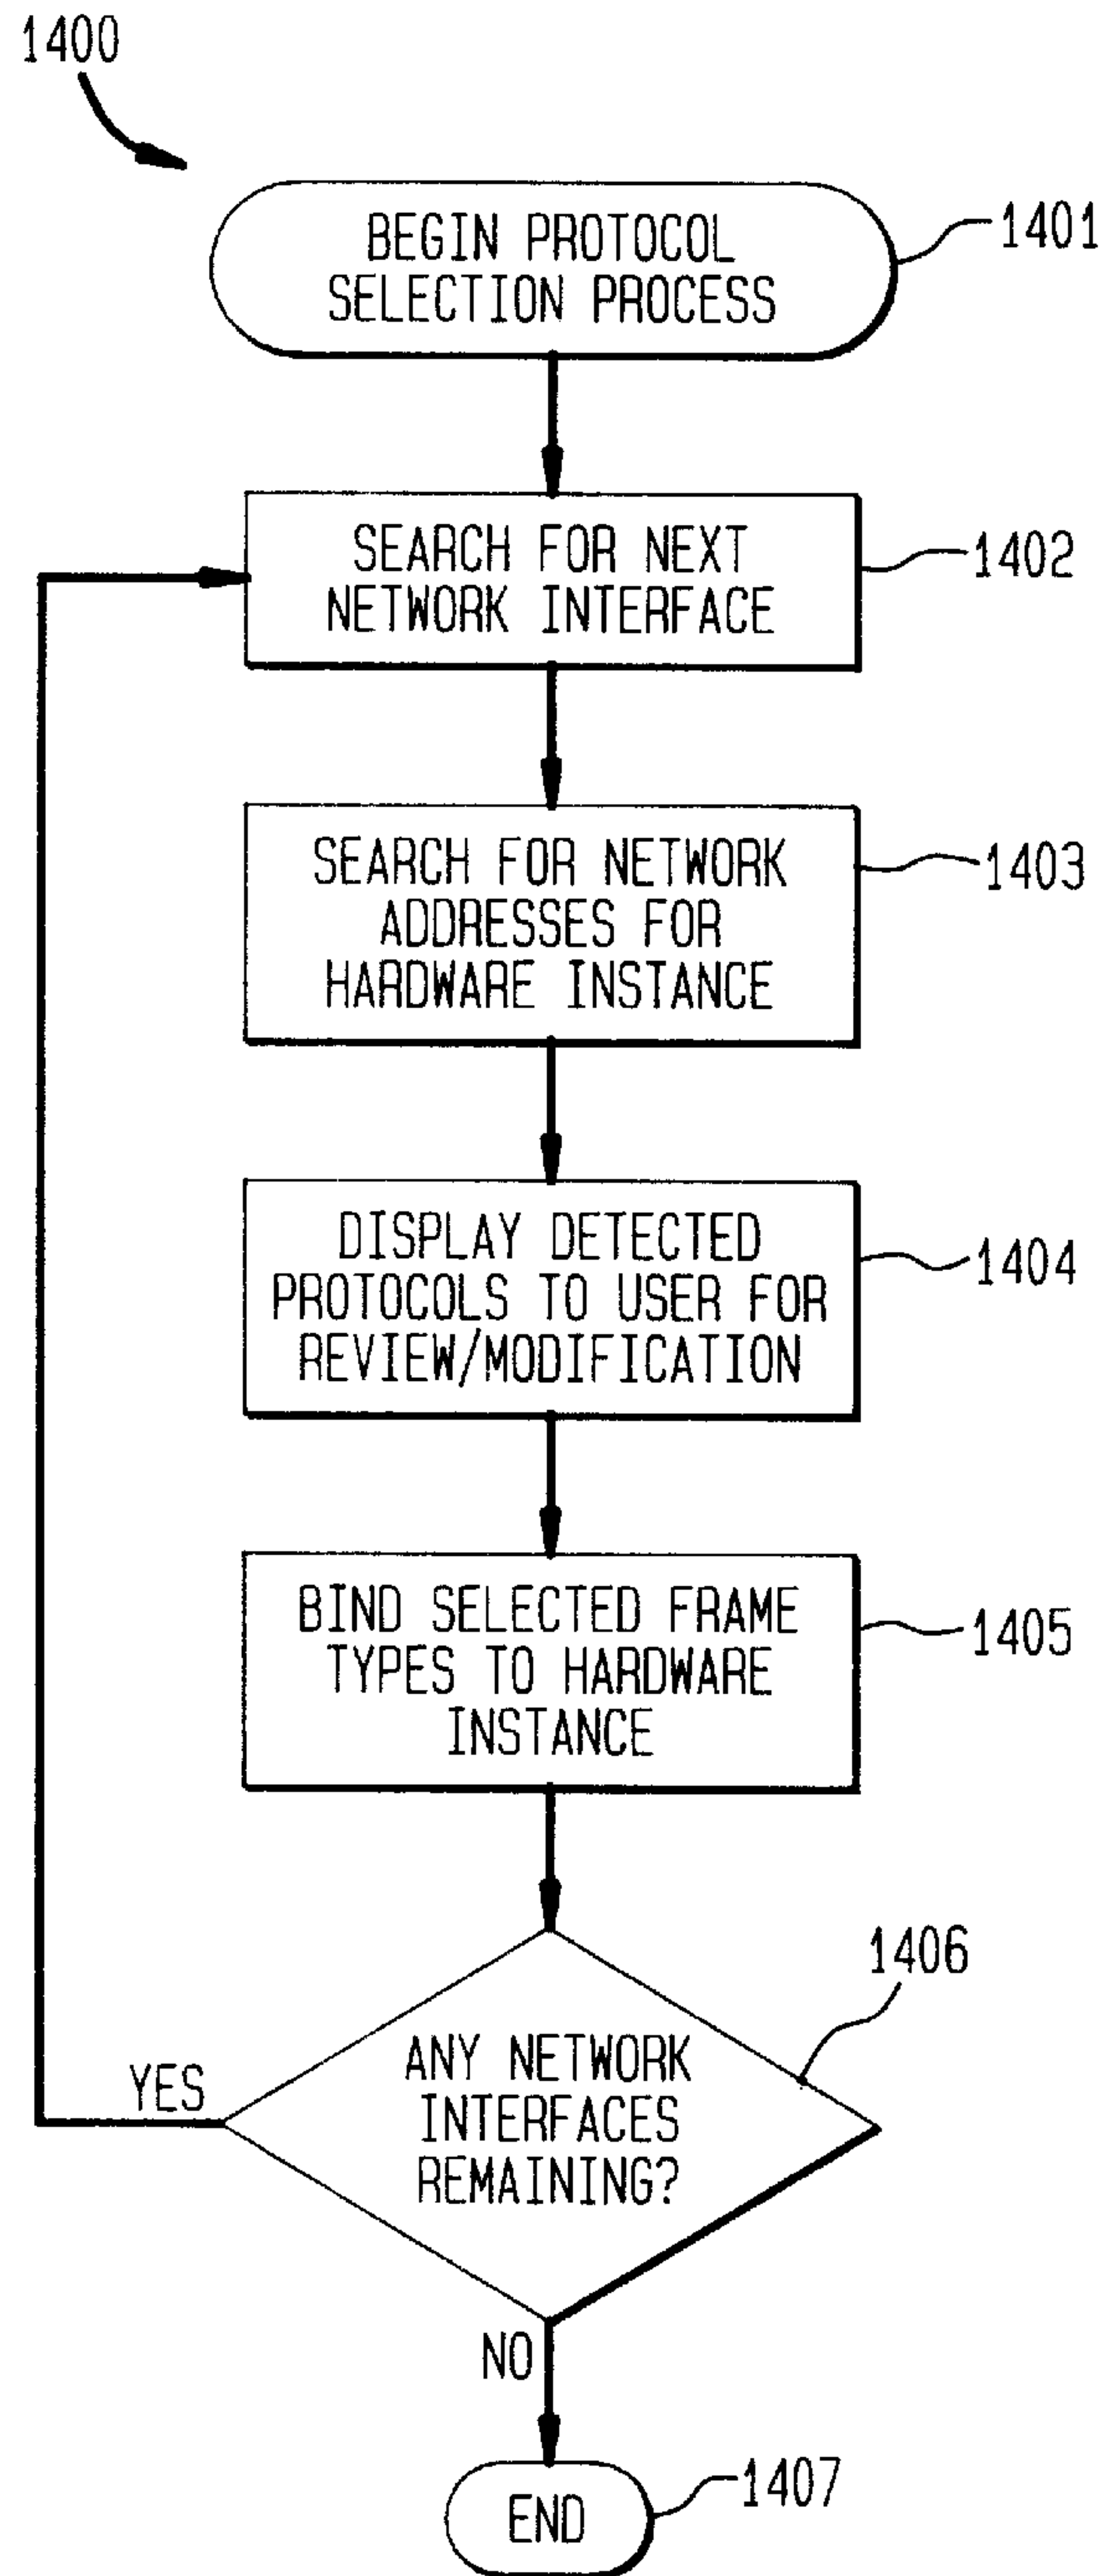 1400
BEGIN PROTOCOL
SELECTION PROCESS
1401
SEARCH FOR NEXT
NETWORK INTERFACE
1402
SEARCH FOR NETWORK
ADDRESSES FOR
HARDWARE INSTANCE
1403
DISPLAY DETECTED
PROTOCOLS TO USER FOR
REVIEW/MODIFICATION
1404
BIND SELECTED FRAME
TYPES TO HARDWARE
INSTANCE
1405
1406
ANY NETWORK
INTERFACES
REMAINING?
YES
NO
END
1407